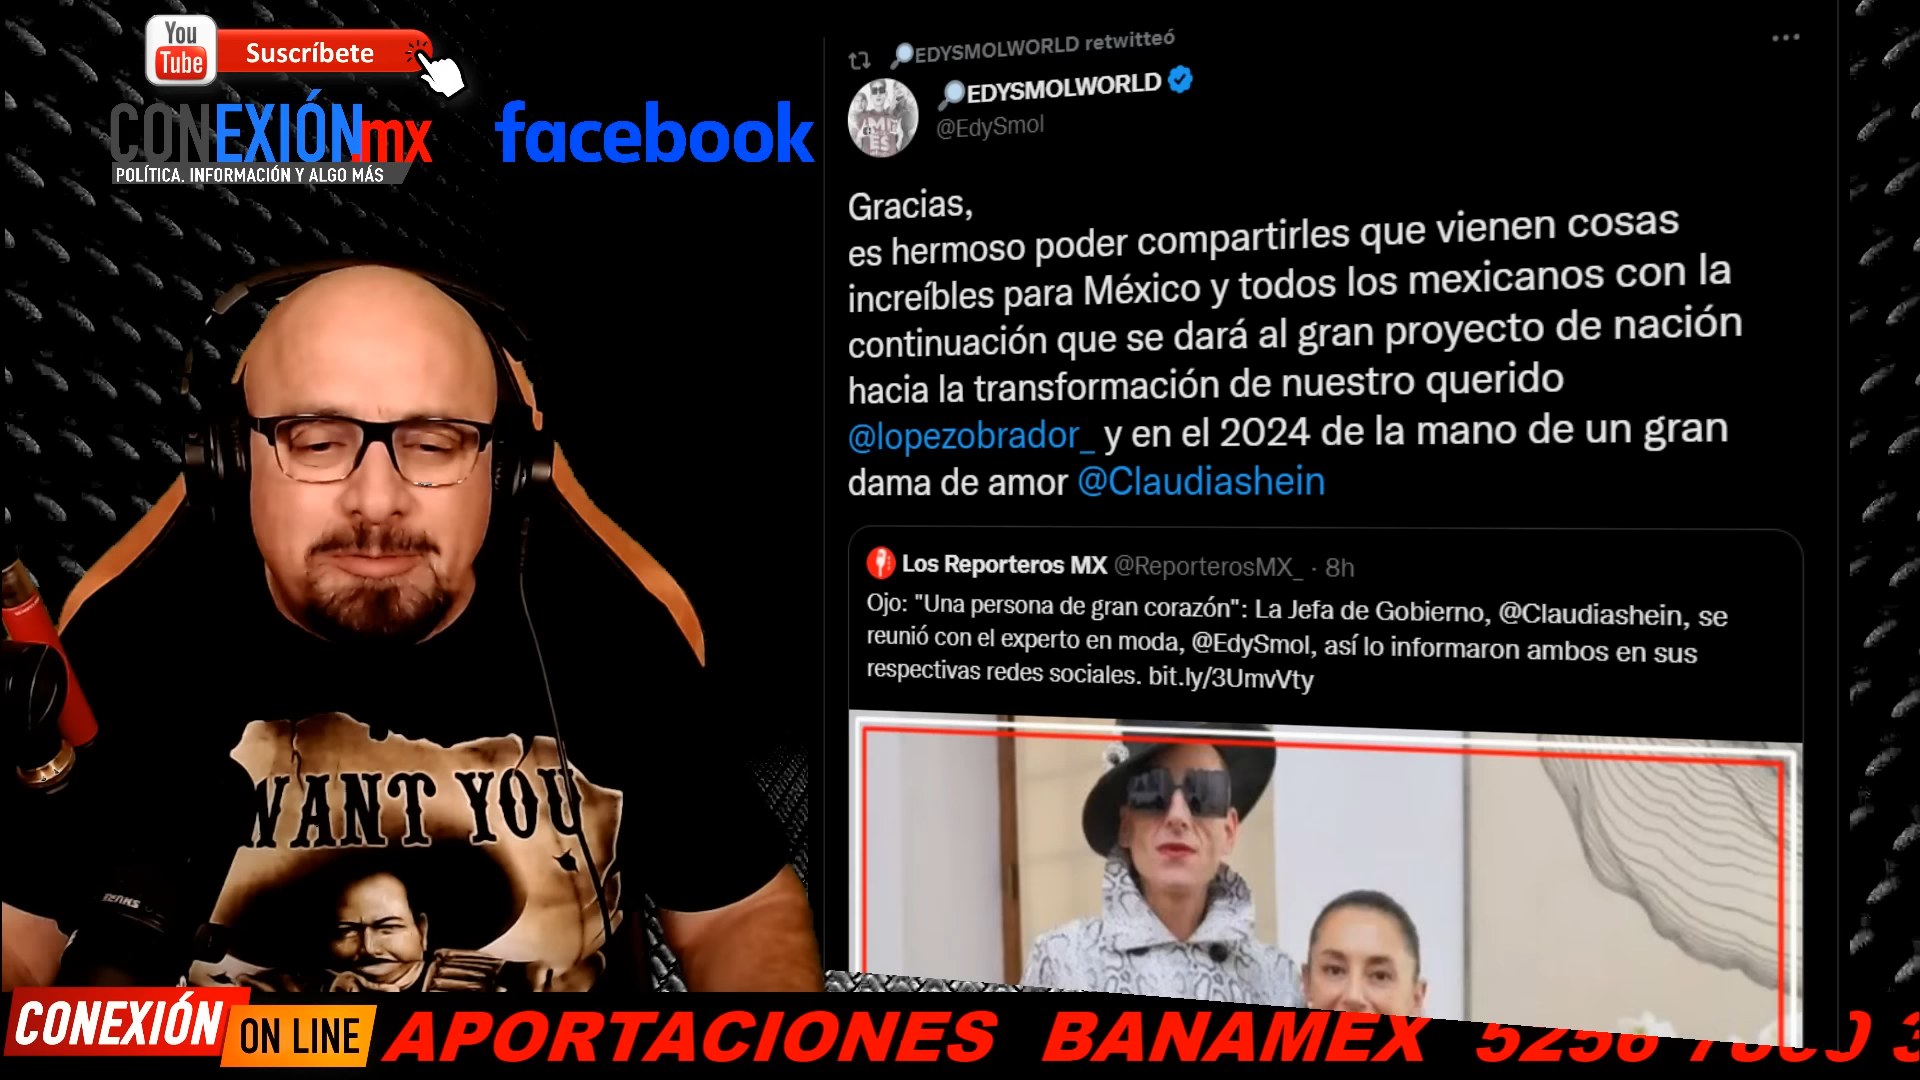 You
Tube
Suscríbete
CONEXIÓN.mx
POLÍTICA. INFORMACIÓN Y ALGO MÁS
facebook
EDYSMOLWORLD retwitteó
EDYSMOLWORLD
@EdySmol
Gracias,
es hermoso poder compartirles que vienen cosas
increíbles para México y todos los mexicanos con la
continuación que se dará al gran proyecto de nación
hacia la transformación de nuestro querido
@lopezobrador_ y en el 2024 de la mano de un gran
dama de amor @Claudiashein
Los Reporteros MX @ReporterosMX_ · 8h
Ojo: "Una persona de gran corazón": La Jefa de Gobierno, @Claudiashein, se
reunió con el experto en moda, @EdySmol, así lo informaron ambos en sus
respectivas redes sociales. bit.ly/3UmvVty
WANT YOU
CONEXIÓN
ON LINE
APORTACIONES BANAMEX 5256